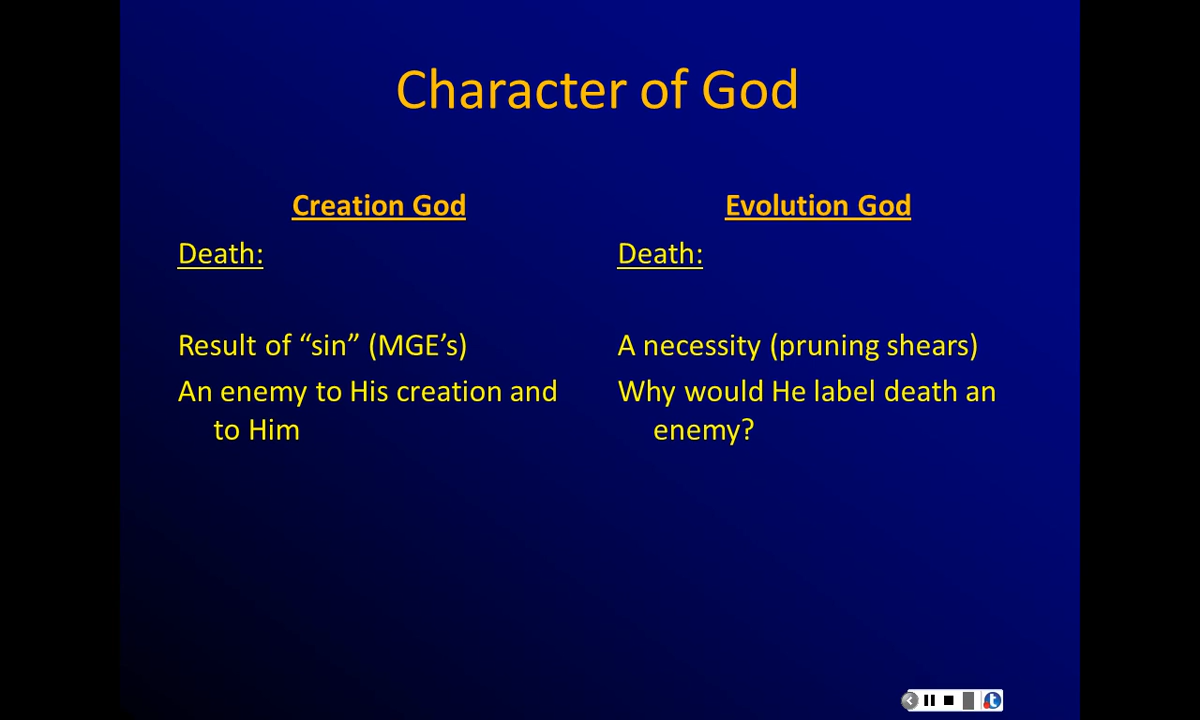 Character of God
Creation God
Death:
Result of “sin” (MGE’s)
An enemy to His creation and
to Him
Evolution God
Death:
A necessity (pruning shears)
Why would He label death an
enemy?
t